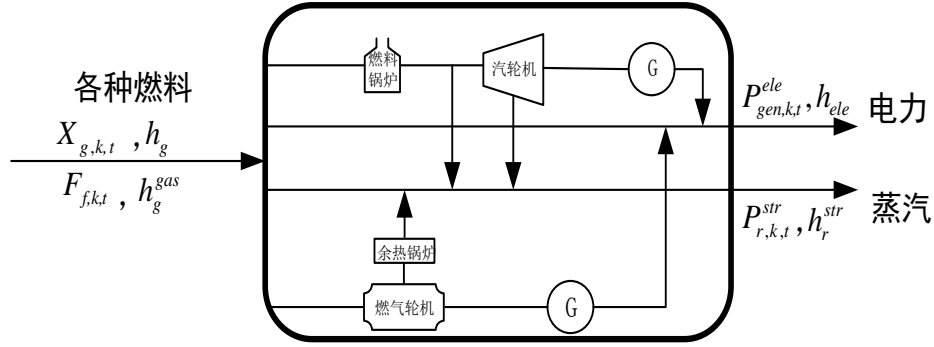 各种燃料
X_{g,k,t} , h_g
F_{f,k,t} , h_g^{gas}
燃料
锅炉
汽轮机
G
P_{gen,k,t}^{ele} , h_{ele}
电力
P_{r,k,t}^{str} , h_r^{str}
蒸汽
余热锅炉
燃气轮机
G